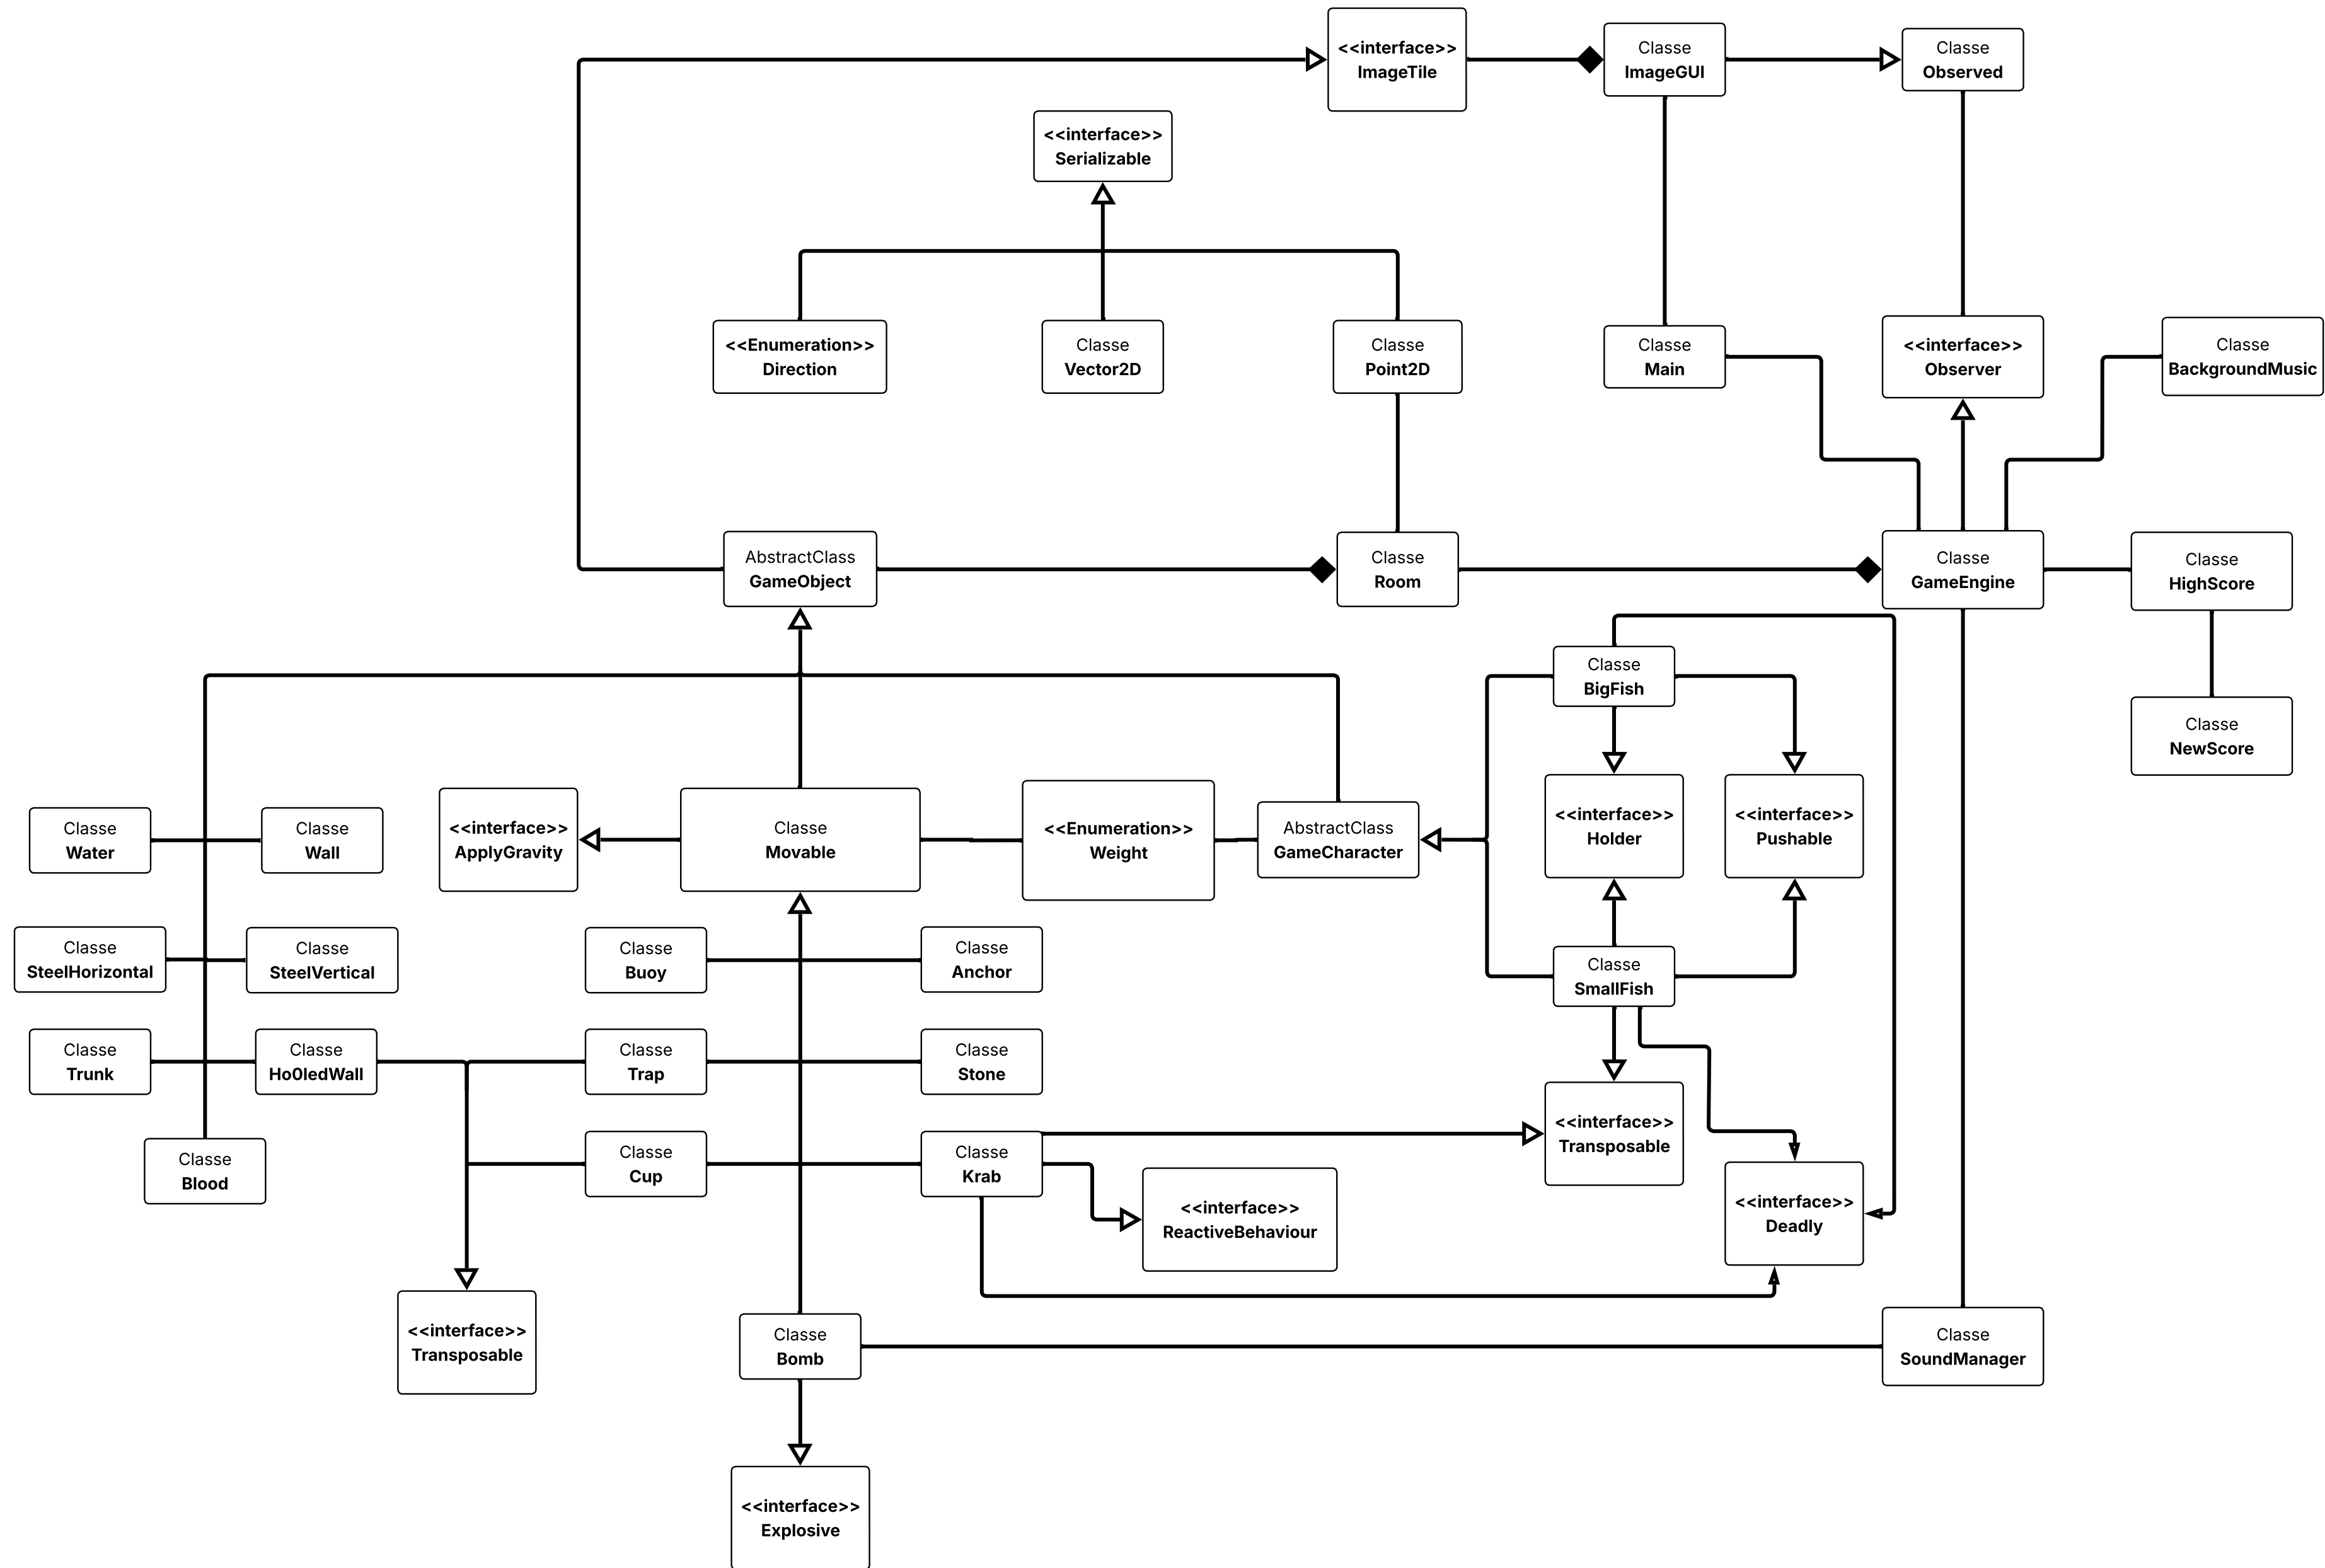 <<interface>>
ImageTile
Classe
ImageGUI
Classe
Observed
<<interface>>
Serializable
<<Enumeration>>
Direction
Classe
Vector2D
Classe
Point2D
Classe
Main
<<interface>>
Observer
Classe
BackgroundMusic
AbstractClass
GameObject
Classe
Room
Classe
GameEngine
Classe
HighScore
Classe
BigFish
Classe
NewScore
Classe
Water
Classe
Wall
<<interface>>
ApplyGravity
Classe
Movable
<<Enumeration>>
Weight
AbstractClass
GameCharacter
<<interface>>
Holder
<<interface>>
Pushable
Classe
SteelHorizontal
Classe
SteelVertical
Classe
Buoy
Classe
Anchor
Classe
SmallFish
Classe
Trunk
Classe
Ho0ledWall
Classe
Trap
Classe
Stone
Classe
Blood
Classe
Cup
Classe
Krab
<<interface>>
Transposable
<<interface>>
ReactiveBehaviour
<<interface>>
Deadly
<<interface>>
Transposable
Classe
Bomb
Classe
SoundManager
<<interface>>
Explosive